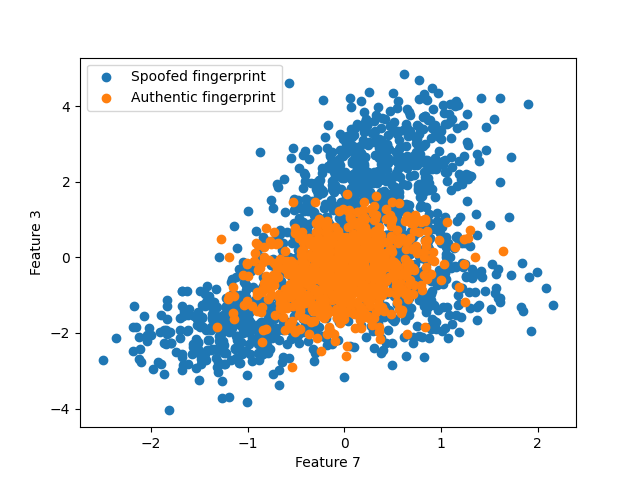 Spoofed fingerprint
Authentic fingerprint
4
2
0
−2
−4
Feature 3
−2
−1
0
1
2
Feature 7